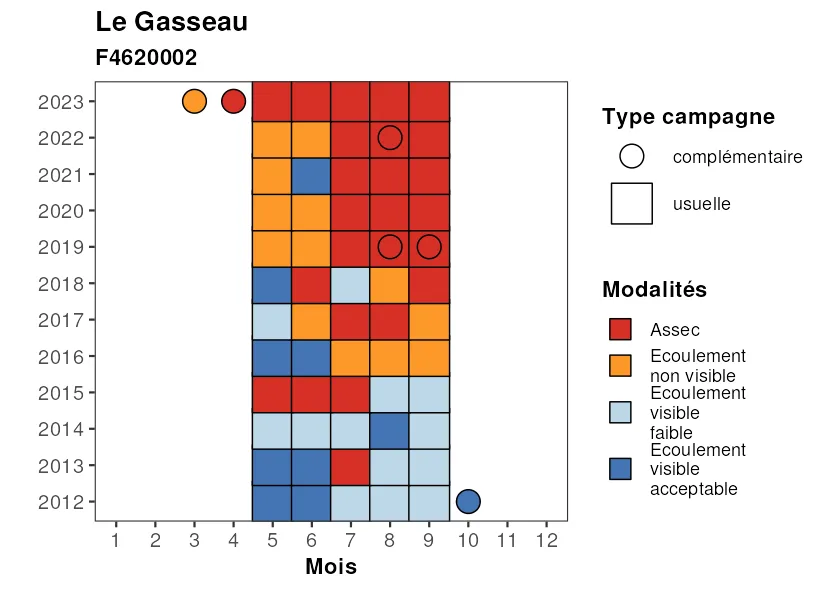 Le Gasseau
F4620002
2023
2022
2021
2020
2019
2018
2017
2016
2015
2014
2013
2012
1 2 3 4 5 6 7 8 9 10 11 12
Mois
Type campagne
complémentaire
usuelle
Modalités
Assec
Ecoulement
non visible
Ecoulement
visible
faible
Ecoulement
visible
acceptable